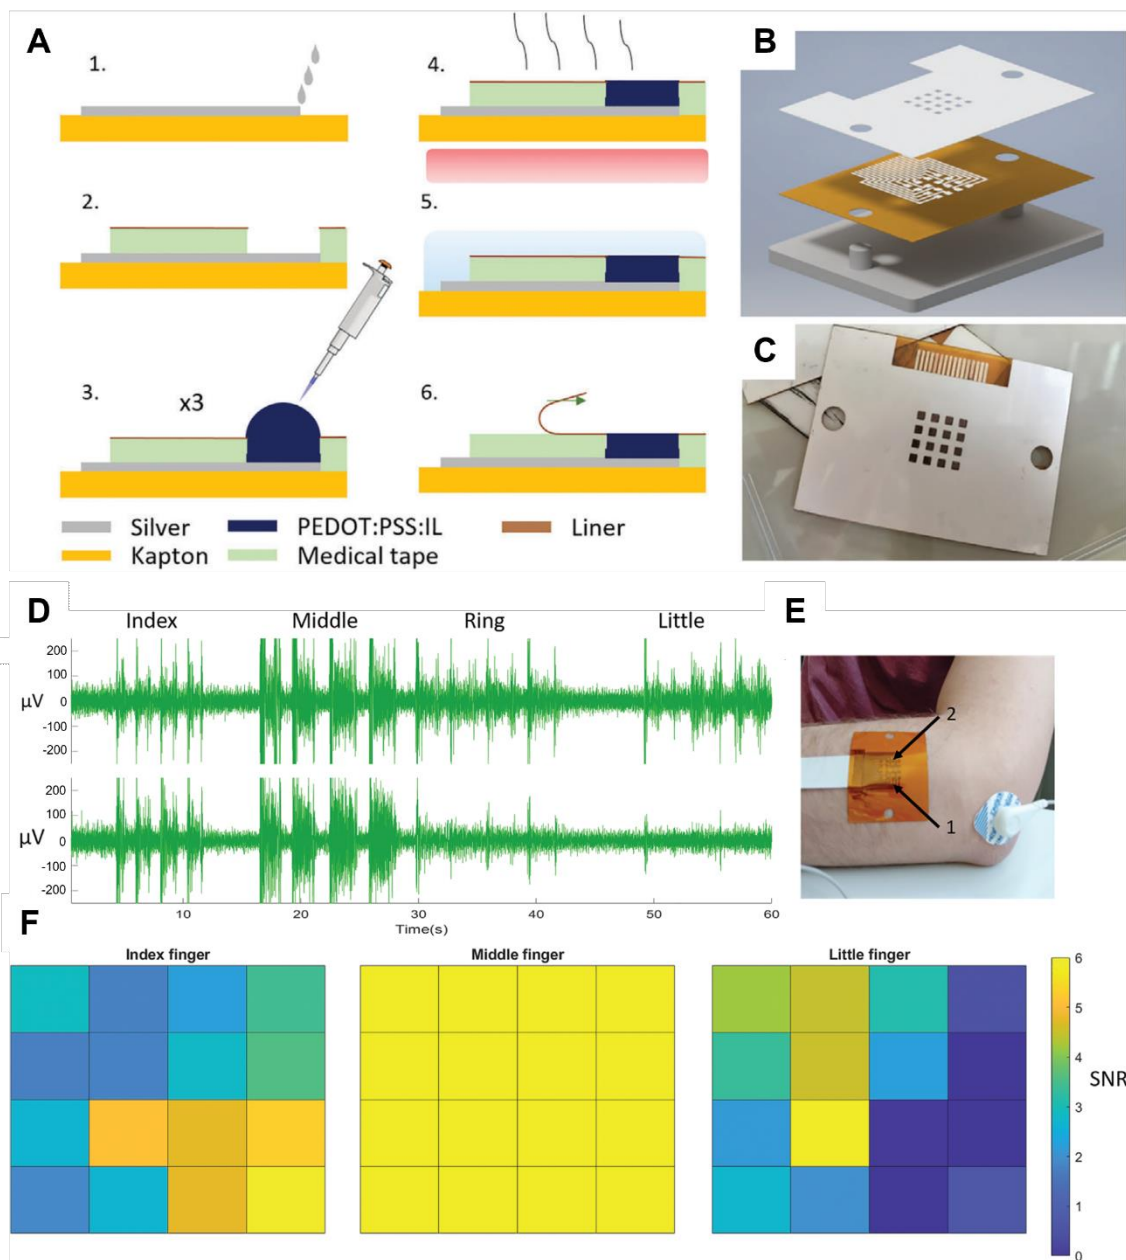 A
1.
4.
2.
5.
3.
x3
6.
Silver
PEDOT:PSS:IL
Liner
Kapton
Medical tape
B
C
D
Index
Middle
Ring
Little
200
100
μV
0
-100
-200
200
100
μV
0
-100
-200
10
20
30
40
50
60
Time(s)
E
2
1
F
Index finger
Middle finger
Little finger
6
5
4
3
2
1
0
SNR